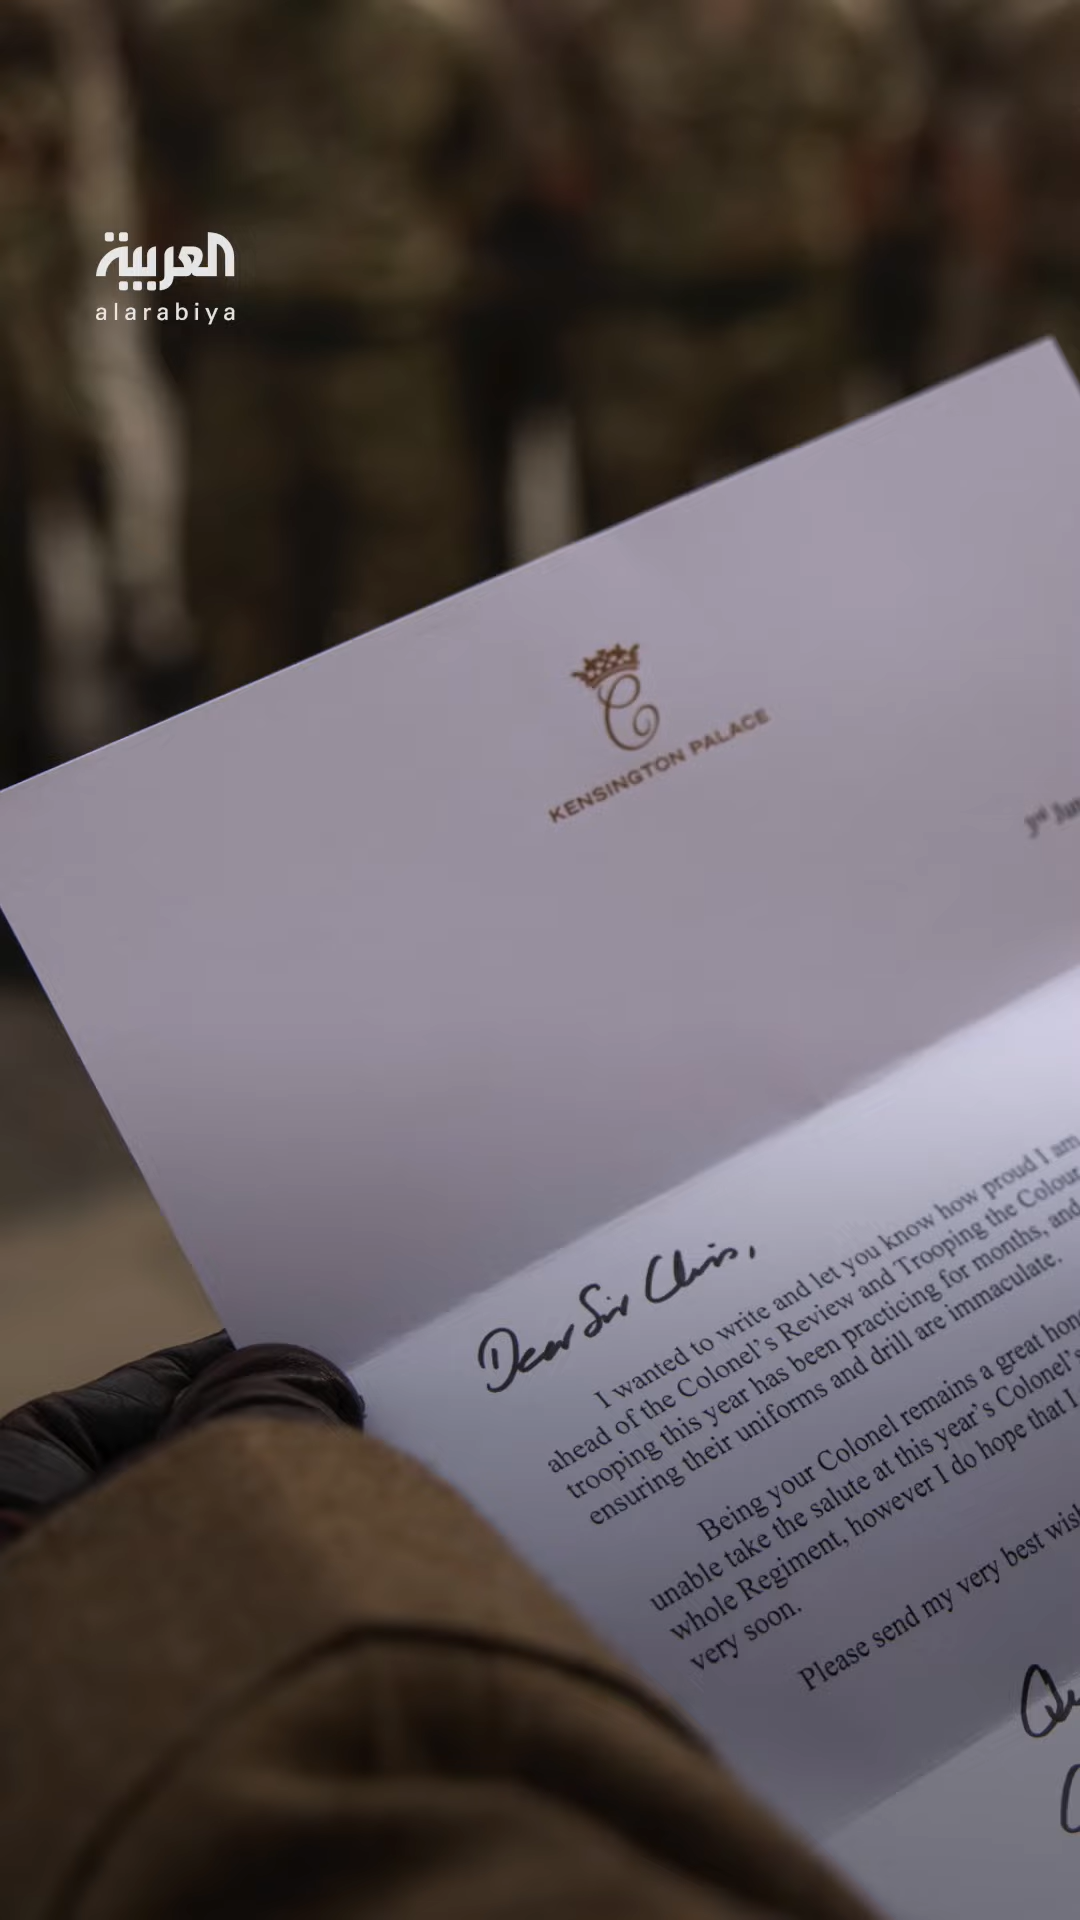 العربية
alarabiya
C
KENSINGTON PALACE
3rd Jun
Dear Sir Chris,
I wanted to write and let you know how proud I am
ahead of the Colonel's Review and Trooping the Colour
trooping this year has been practicing for months, and
ensuring their uniforms and drill are immaculate.
Being your Colonel remains a great hon
unable take the salute at this year's Colonel's
whole Regiment, however I do hope that I
very soon.
Please send my very best wish